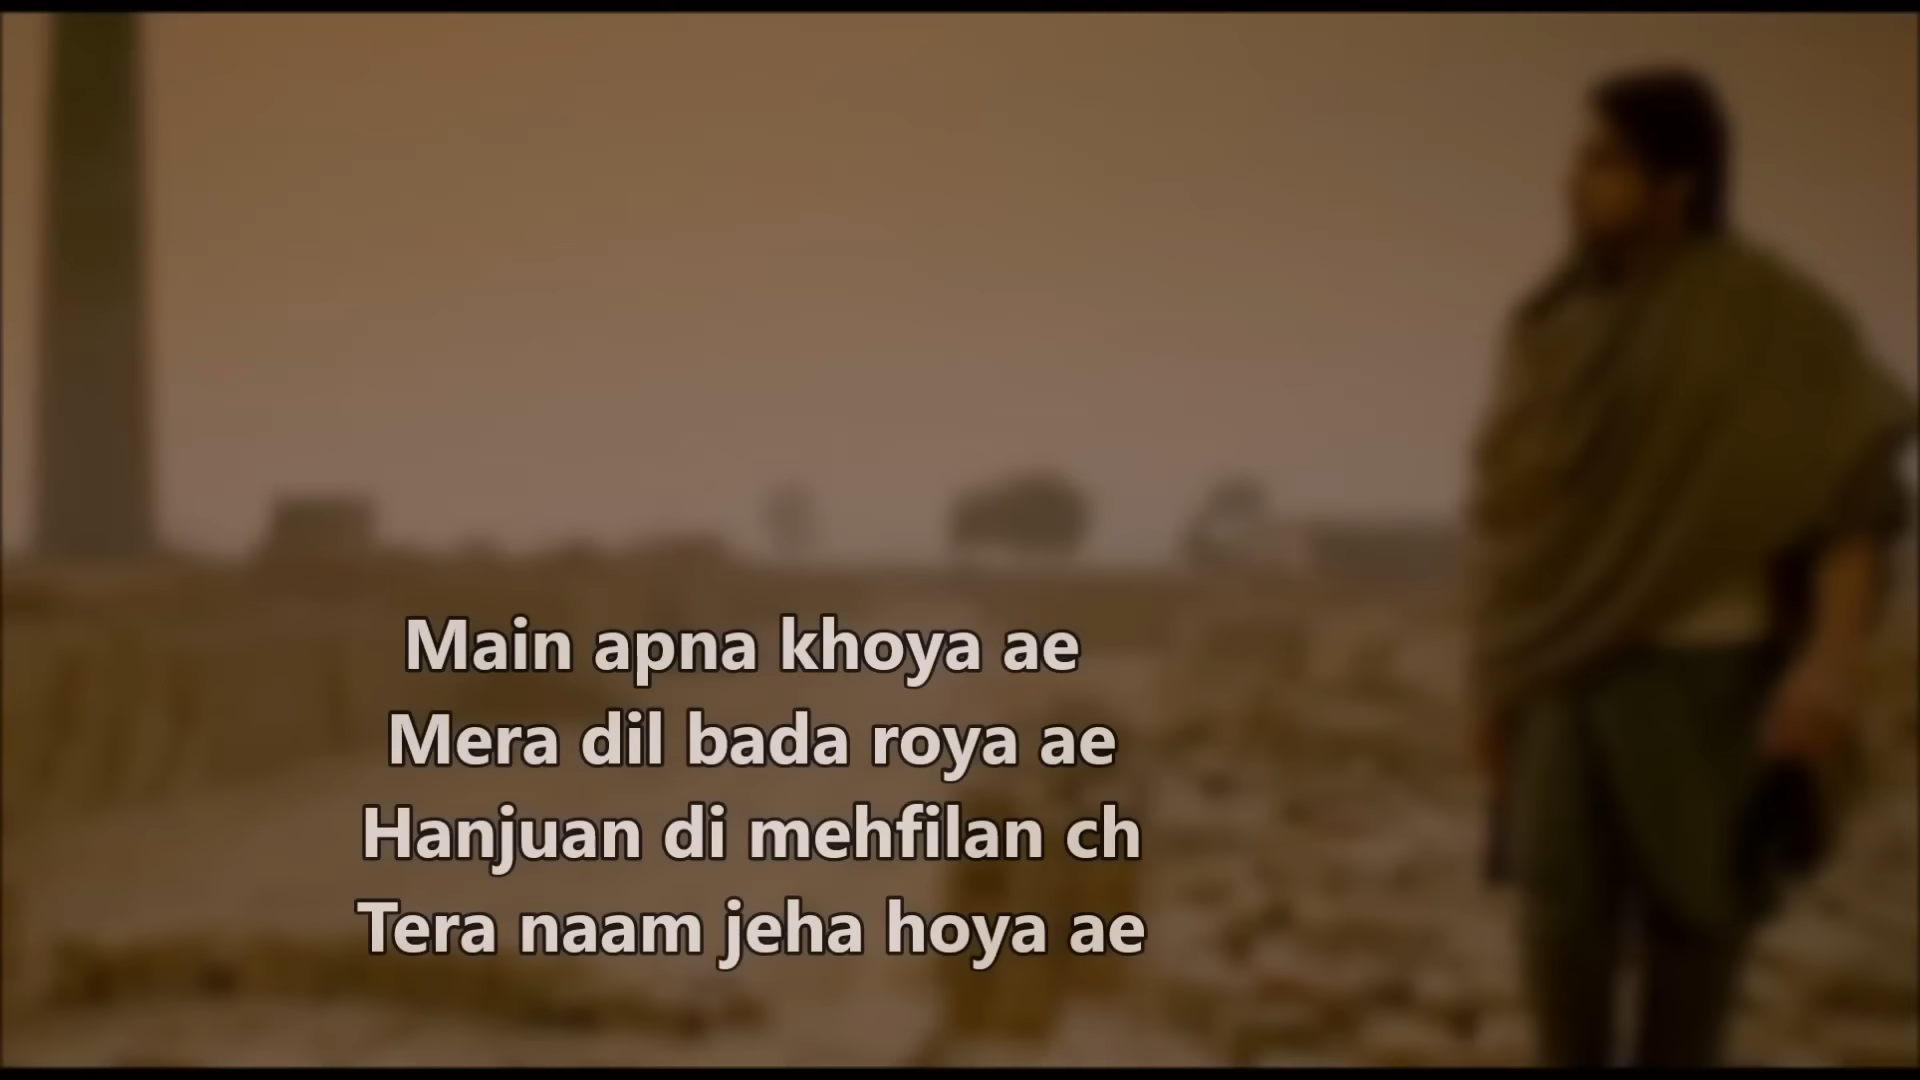 Main apna khoya ae
Mera dil bada roya ae
Hanjuan di mehfilan ch
Tera naam jeha hoya ae